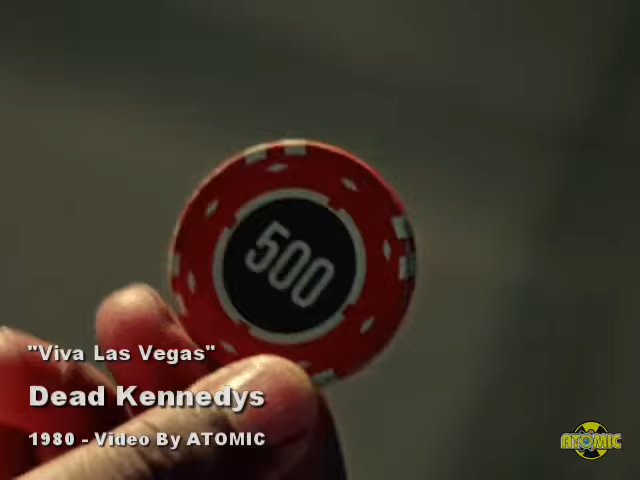 500
"Viva Las Vegas"
Dead Kennedys
1980 - Video By ATOMIC
ATOMIC